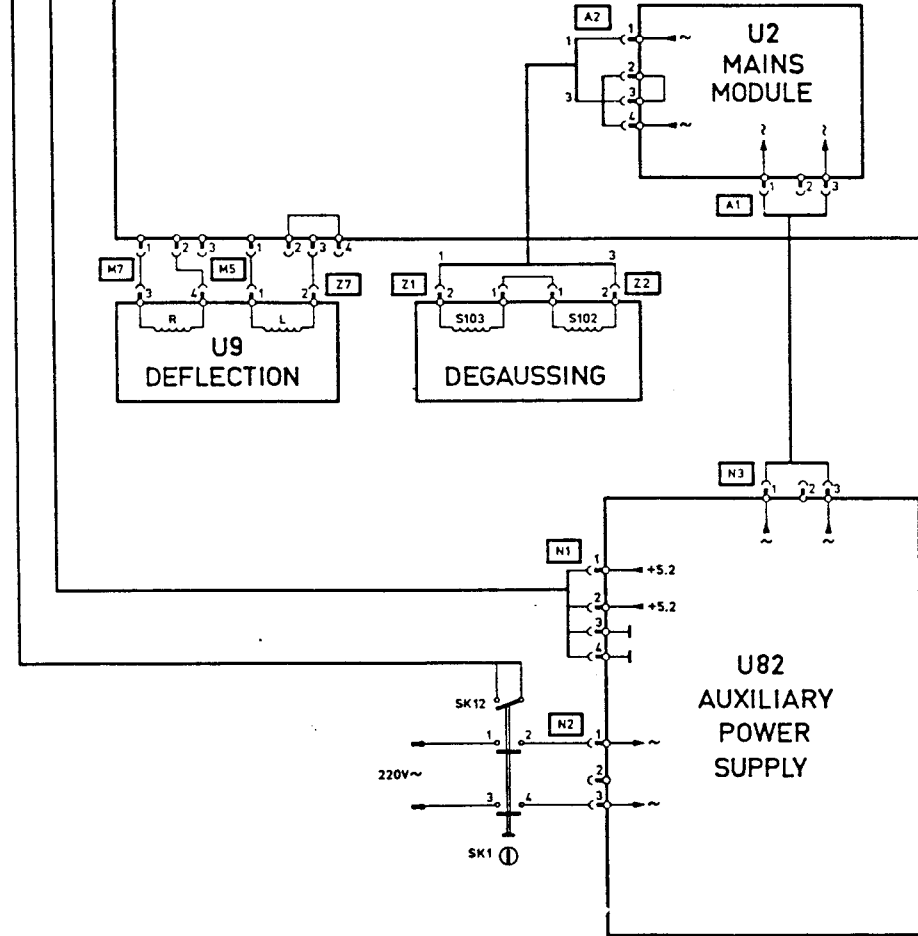 A2
1
1 ~
2
3
3
4 ~
U2
MAINS
MODULE
~ ~
1 2 3
A1
1 2 3 1 2 3 4
M7 M5 Z7
3 4 1 2
R L
U9
DEFLECTION
1 3
Z1 Z2
2 1 1 2
S103 S102
DEGAUSSING
N3
1 2 3
~ ~
N1
1 +5.2
2 +5.2
3
4
U82
AUXILIARY
POWER
SUPPLY
SK12
N2
1 2 1 ~
220V~
2
3 4 3 ~
SK1